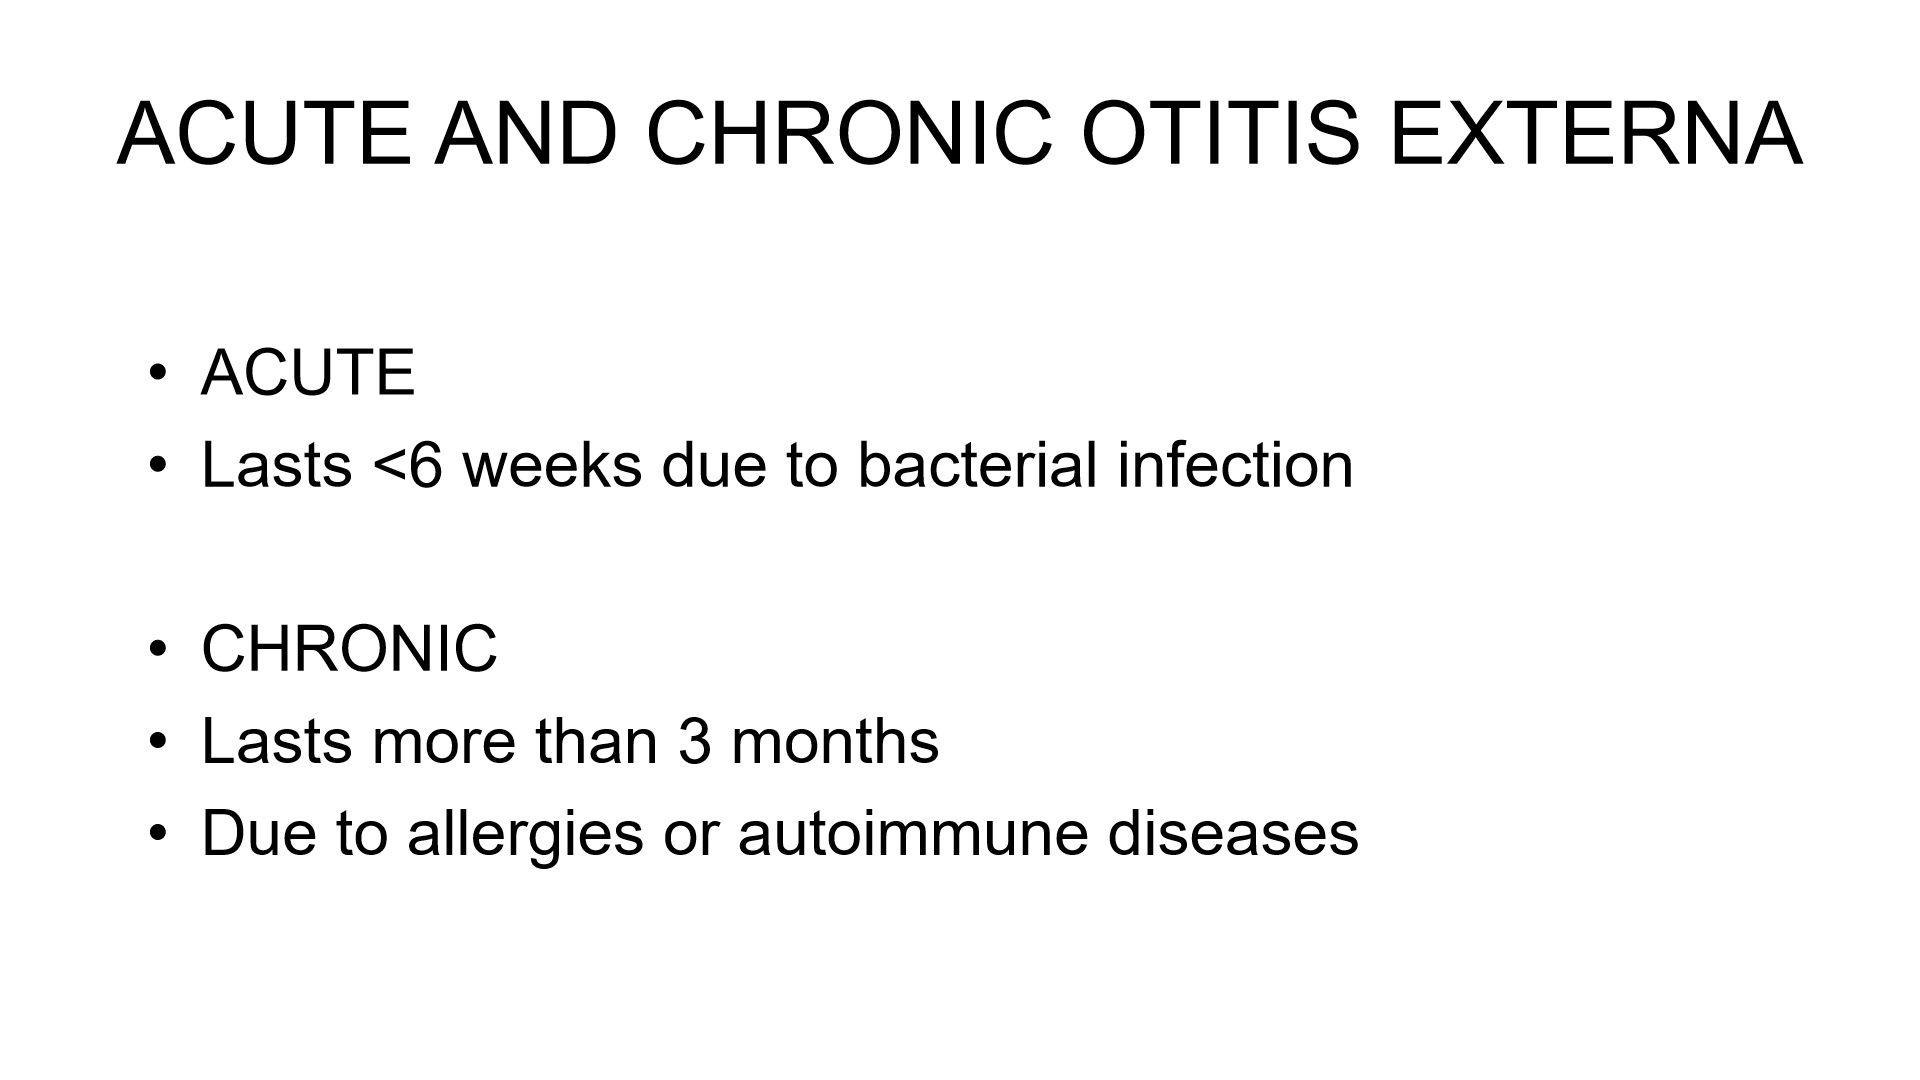 ACUTE AND CHRONIC OTITIS EXTERNA
• ACUTE
• Lasts <6 weeks due to bacterial infection
• CHRONIC
• Lasts more than 3 months
• Due to allergies or autoimmune diseases